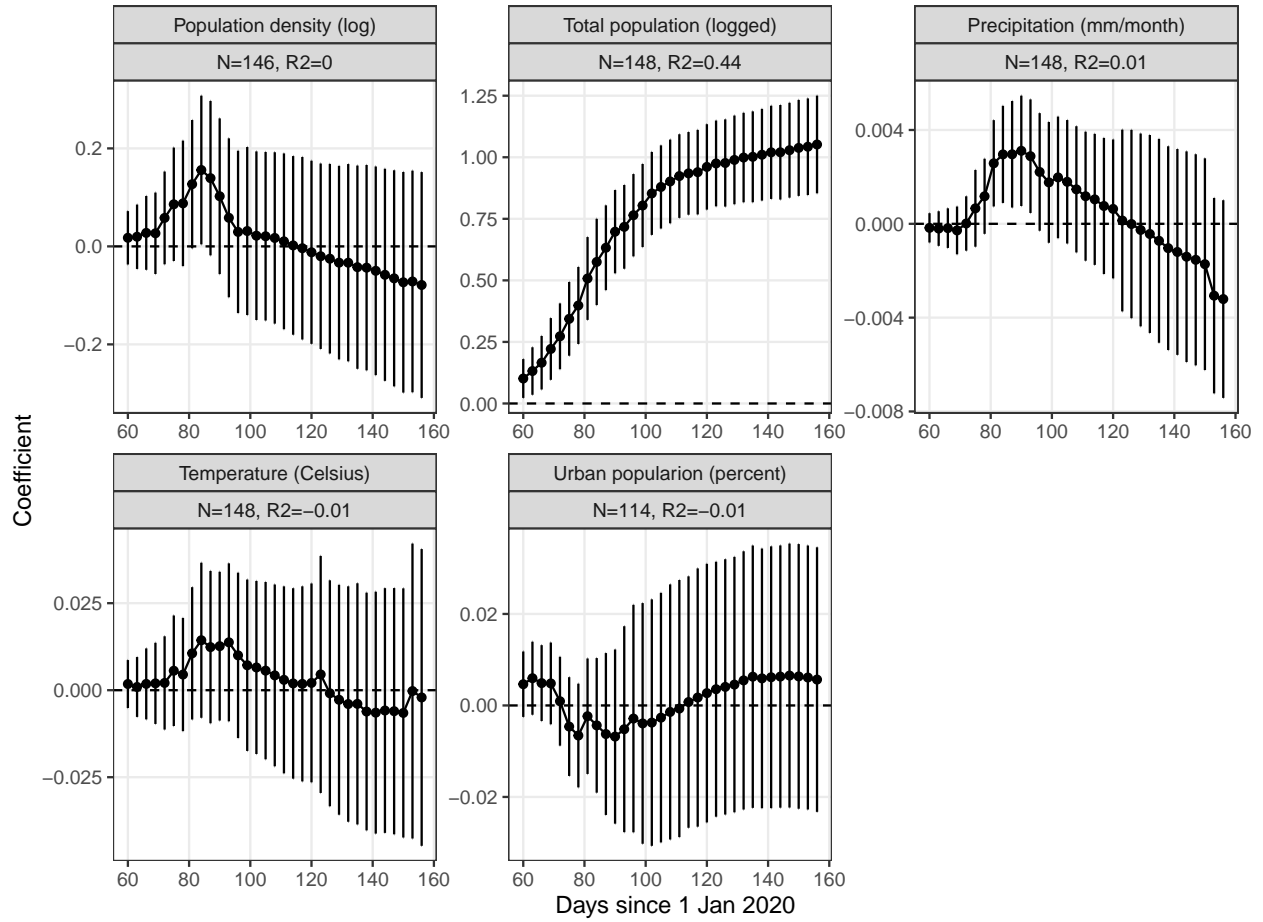 Population density (log)
N=146, R2=0
0.2
0.0
−0.2
60 80 100 120 140 160
Total population (logged)
N=148, R2=0.44
1.25
1.00
0.75
0.50
0.25
0.00
60 80 100 120 140 160
Precipitation (mm/month)
N=148, R2=0.01
0.004
0.000
−0.004
−0.008
60 80 100 120 140 160
Coefficient
Temperature (Celsius)
N=148, R2=−0.01
0.025
0.000
−0.025
60 80 100 120 140 160
Urban popularion (percent)
N=114, R2=−0.01
0.02
0.00
−0.02
60 80 100 120 140 160
Days since 1 Jan 2020